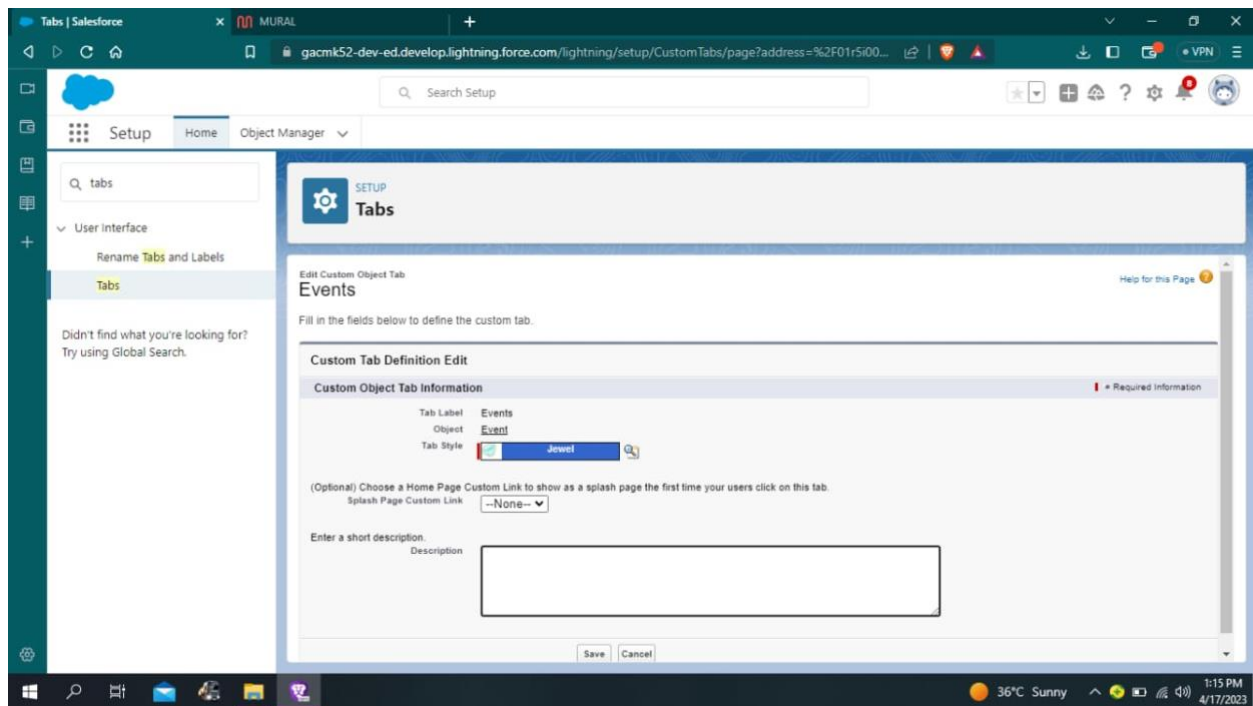 Tabs | Salesforce
MURAL
gacmk52-dev-ed.develop.lightning.force.com/lightning/setup/CustomTabs/page?address=%2F01r5i00...
VPN
Search Setup
8
Setup
Home
Object Manager
tabs
User Interface
Rename Tabs and Labels
Tabs
Didn't find what you're looking for?
Try using Global Search.
SETUP
Tabs
Edit Custom Object Tab
Events
Help for this Page
Fill in the fields below to define the custom tab.
Custom Tab Definition Edit
Custom Object Tab Information
= Required Information
Tab Label Events
Object Event
Tab Style Jewel
(Optional) Choose a Home Page Custom Link to show as a splash page the first time your users click on this tab.
Splash Page Custom Link --None--
Enter a short description.
Description
Save Cancel
36°C Sunny
1:15 PM
4/17/2023